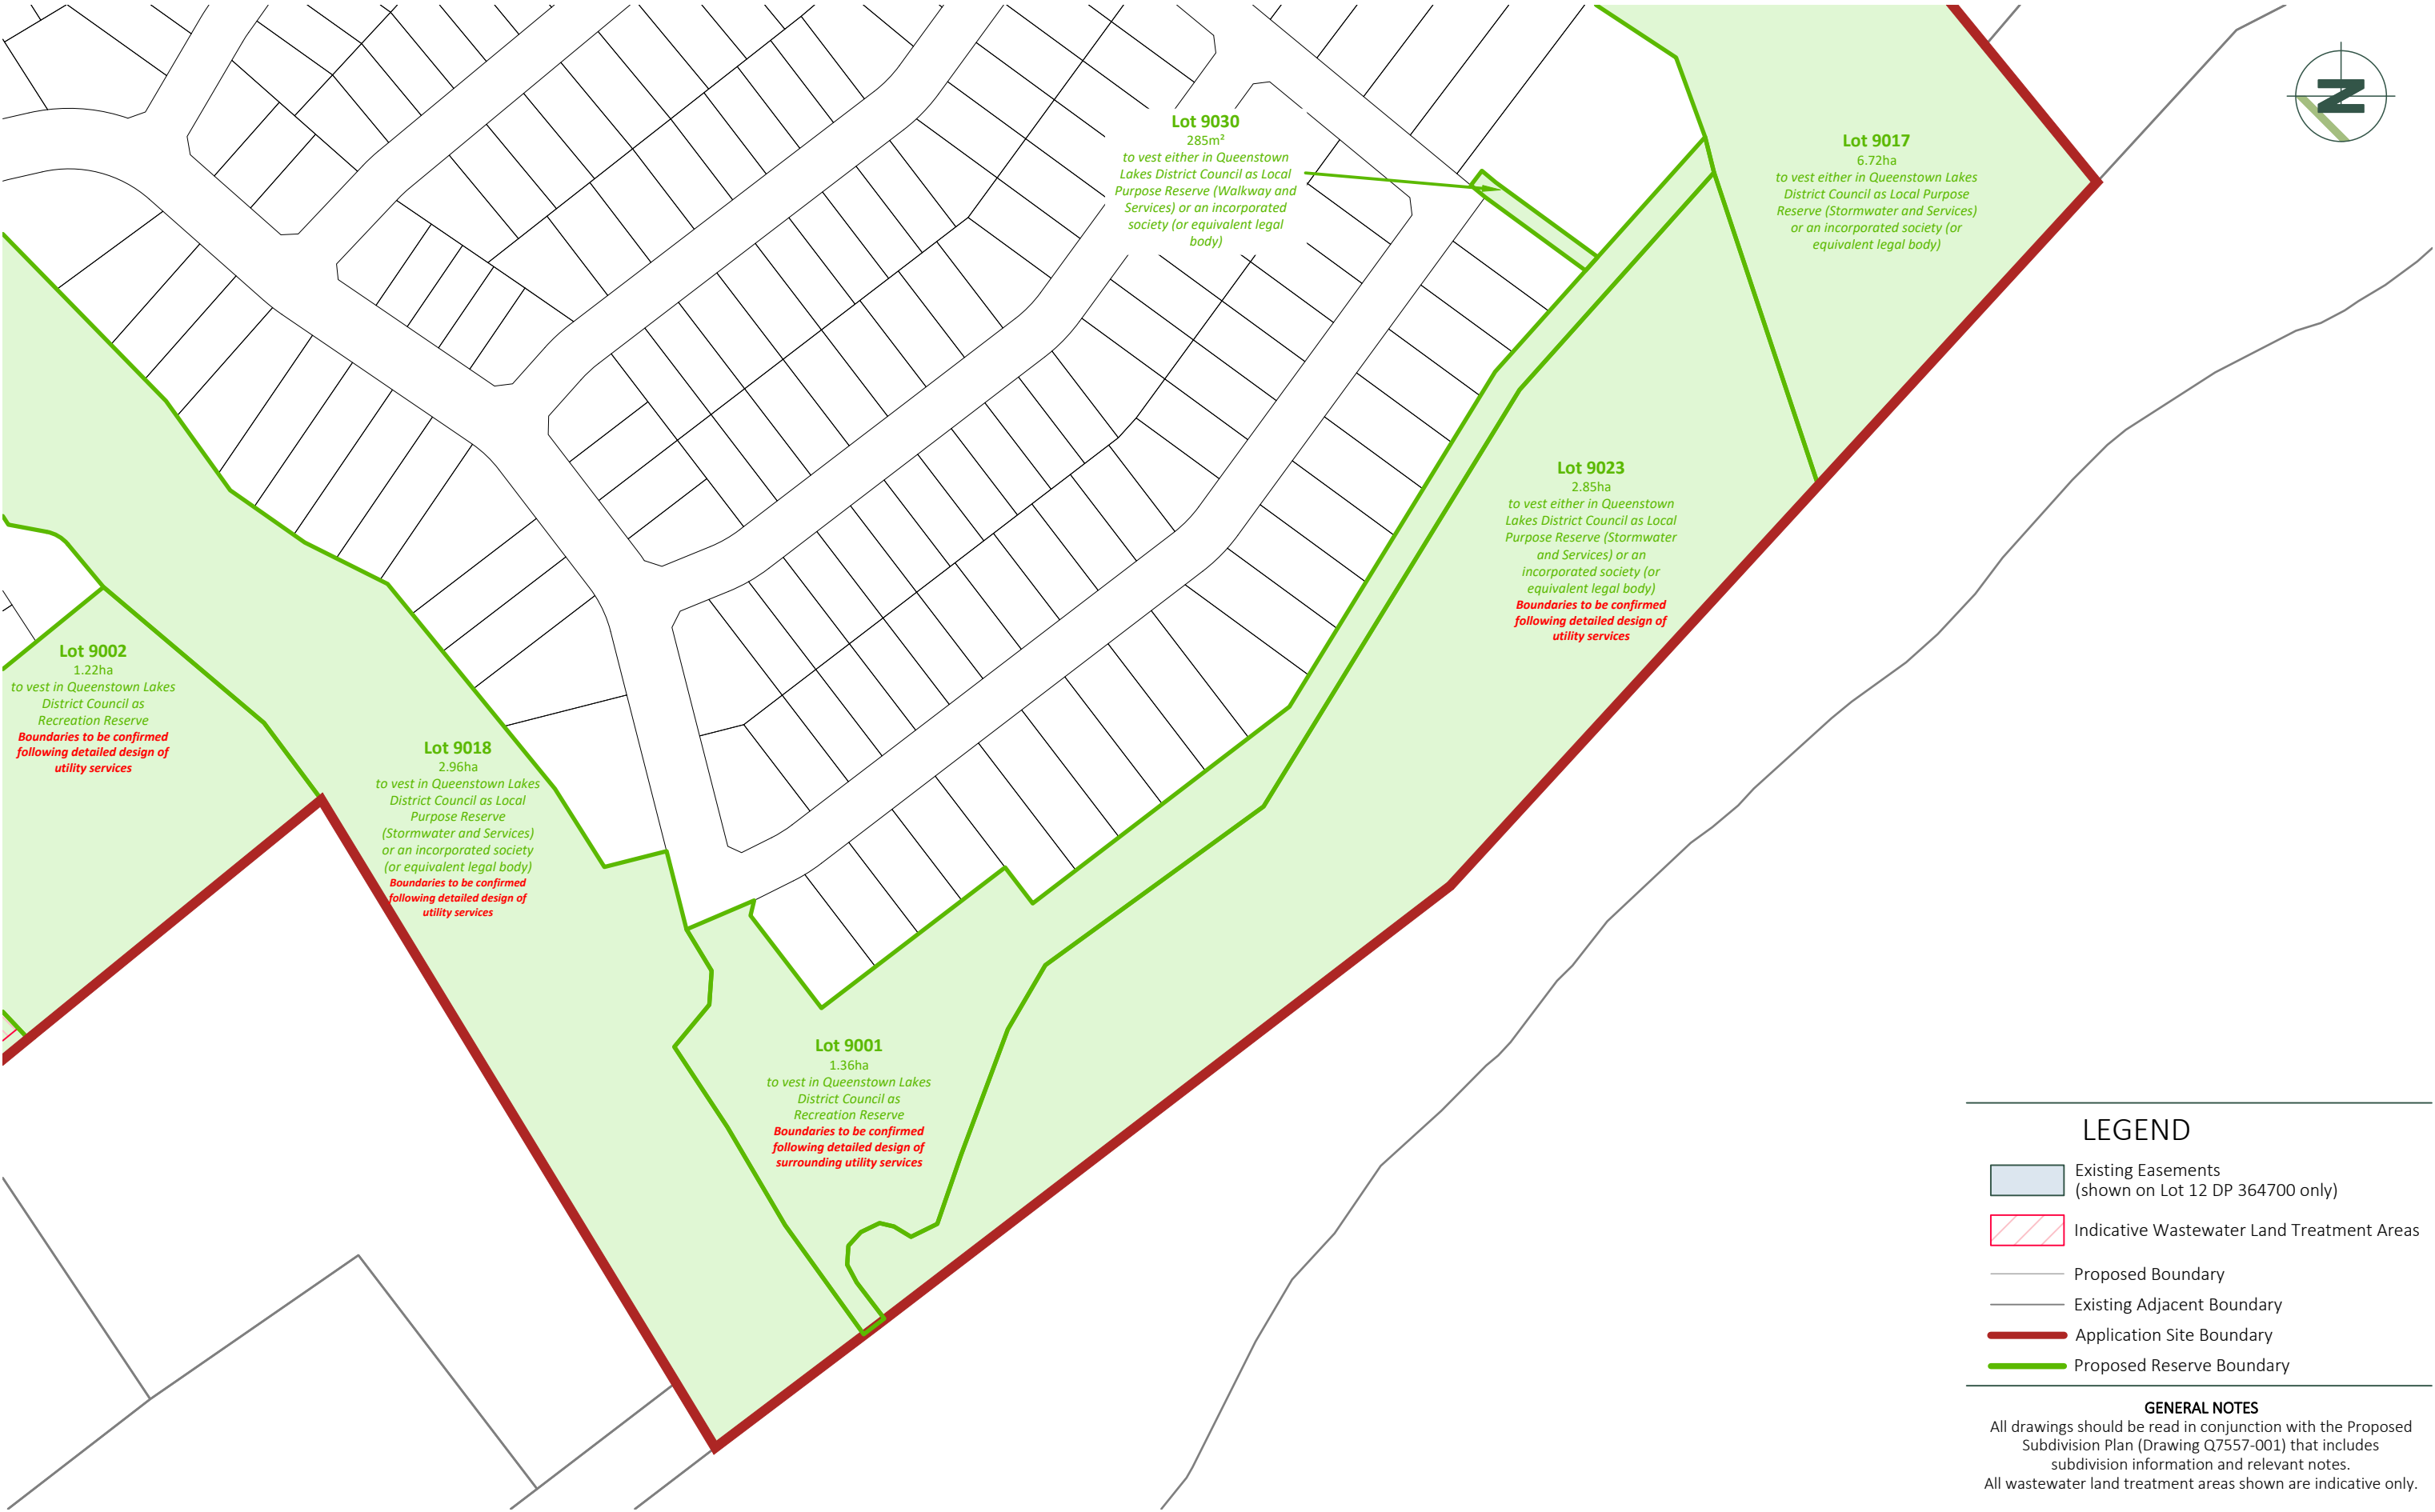 Lot 9030
285m²
to vest either in Queenstown
Lakes District Council as Local
Purpose Reserve (Walkway and
Services) or an incorporated
society (or equivalent legal
body)
Lot 9017
6.72ha
to vest either in Queenstown Lakes
District Council as Local Purpose
Reserve (Stormwater and Services)
or an incorporated society (or
equivalent legal body)
N
Lot 9023
2.85ha
to vest either in Queenstown
Lakes District Council as Local
Purpose Reserve (Stormwater
and Services) or an
incorporated society (or
equivalent legal body)
Boundaries to be confirmed
following detailed design of
utility services
Lot 9002
1.22ha
to vest in Queenstown Lakes
District Council as
Recreation Reserve
Boundaries to be confirmed
following detailed design of
utility services
Lot 9018
2.96ha
to vest in Queenstown Lakes
District Council as Local
Purpose Reserve
(Stormwater and Services)
or an incorporated society
(or equivalent legal body)
Boundaries to be confirmed
following detailed design of
utility services
Lot 9001
1.36ha
to vest in Queenstown Lakes
District Council as
Recreation Reserve
Boundaries to be confirmed
following detailed design of
surrounding utility services
LEGEND
Existing Easements
(shown on Lot 12 DP 364700 only)
Indicative Wastewater Land Treatment Areas
Proposed Boundary
Existing Adjacent Boundary
Application Site Boundary
Proposed Reserve Boundary
GENERAL NOTES
All drawings should be read in conjunction with the Proposed
Subdivision Plan (Drawing Q7557-001) that includes
subdivision information and relevant notes.
All wastewater land treatment areas shown are indicative only.